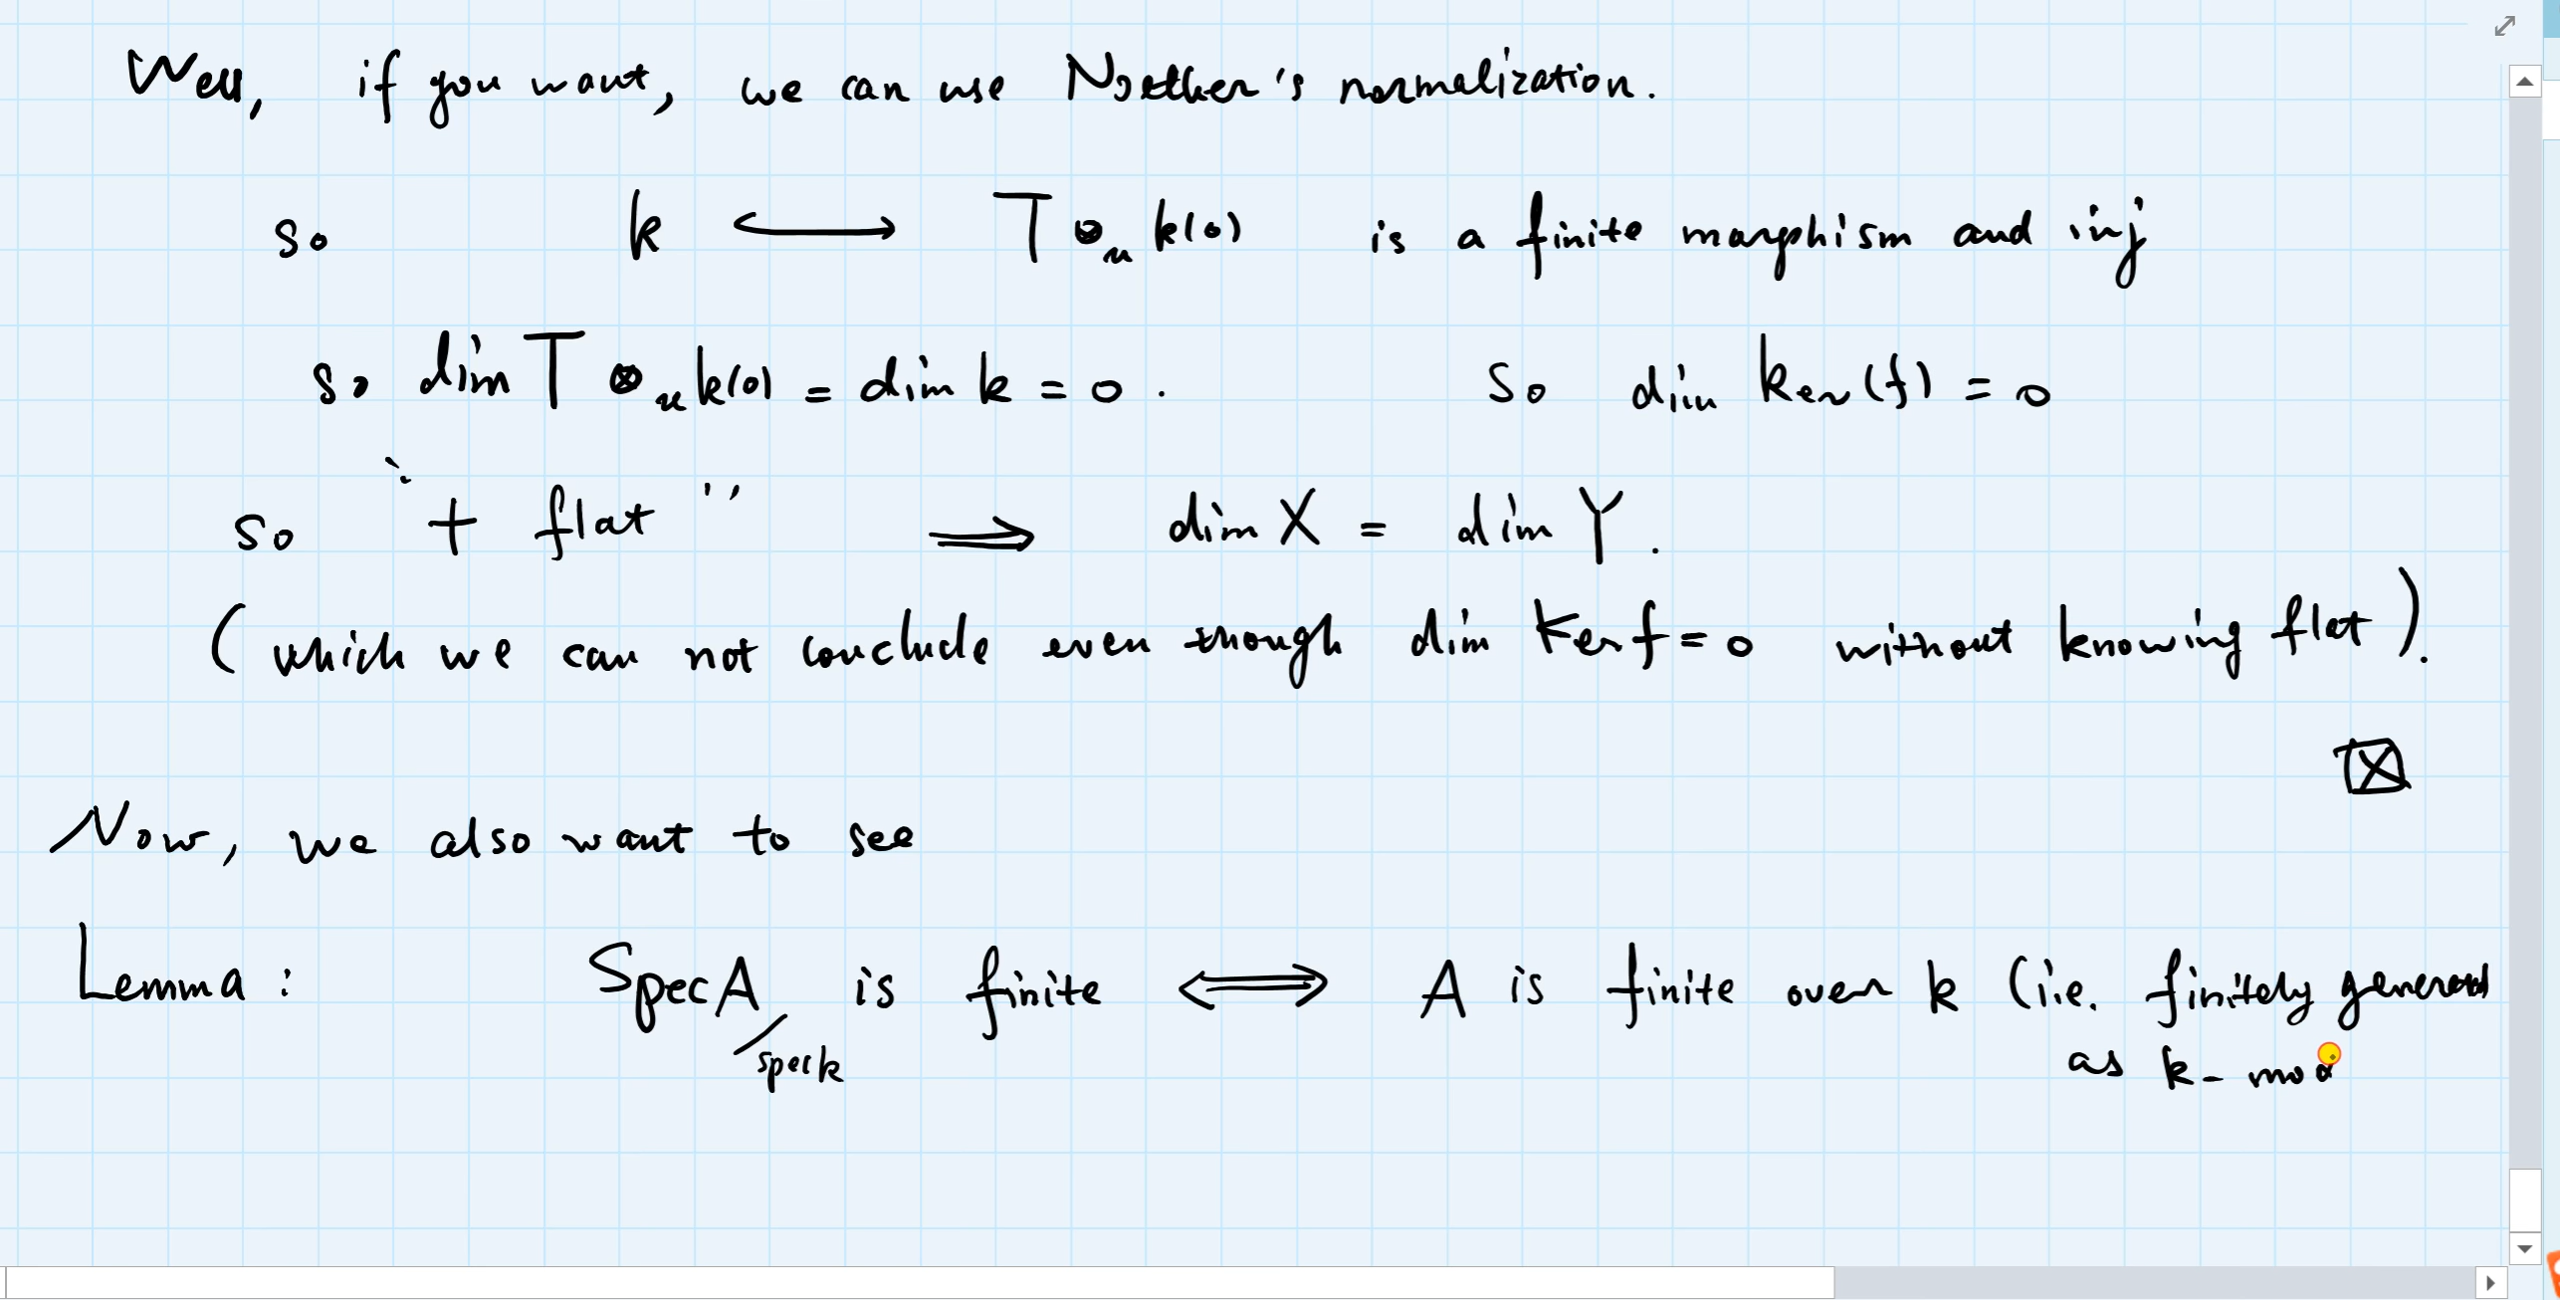 Well, if you want, we can use Noether's normalization.
so k ↪ T ⊗ₙ k(0) is a finite morphism and inj
so dim T ⊗ₙ k(0) = dim k = 0 . So dim ker(f) = 0
so "+ flat" ⟹ dim X = dim Y .
( which we can not conclude even though dim Ker f = 0 without knowing flat ).
☒
Now, we also want to see
Lemma : Spec A / spec k is finite ⟺ A is finite over k (i.e. finitely generated
as k - mod